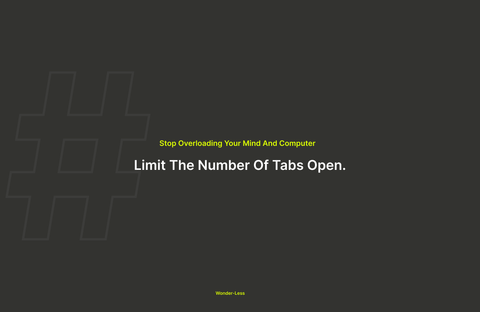 #
Stop Overloading Your Mind And Computer
Limit The Number Of Tabs Open.
Wonder-Less